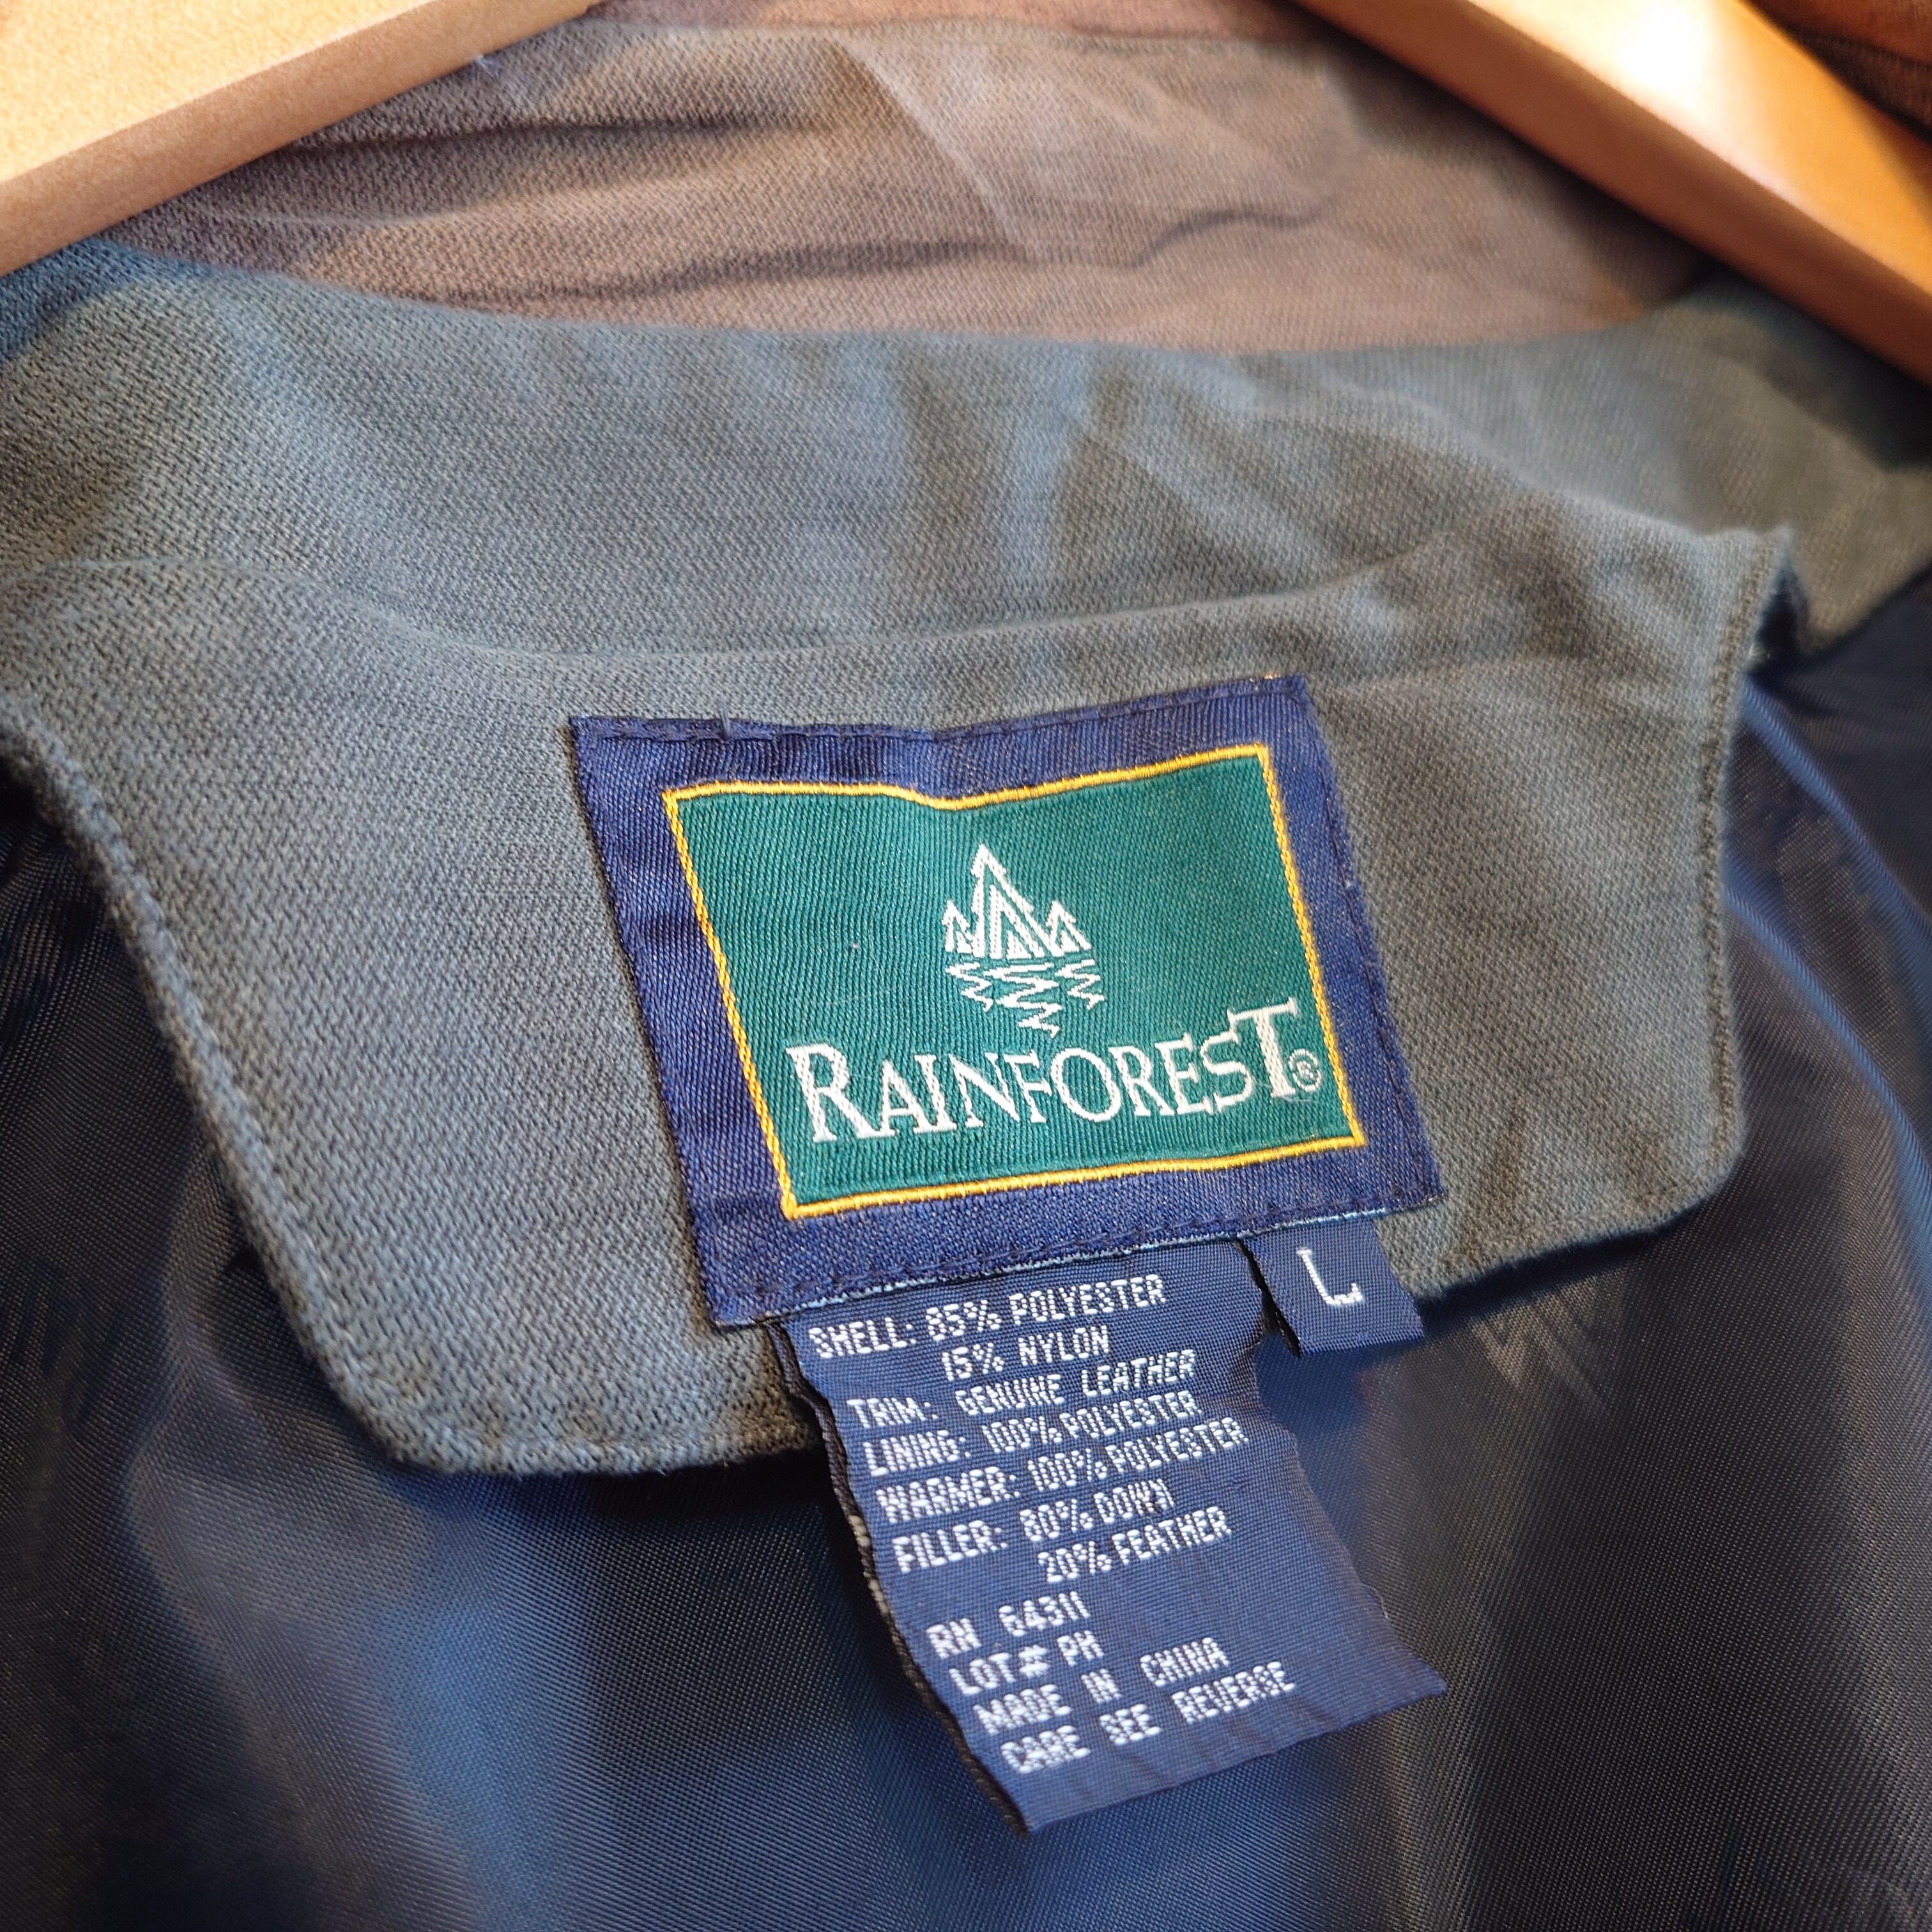 RAINFOREST®
L
SHELL: 85% POLYESTER
15% NYLON
TRIM: GENUINE LEATHER
LINING: 100% POLYESTER
WARMER: 100% POLYESTER
FILLER: 80% DOWN
20% FEATHER
RN 64311
LOT# PH
MADE IN CHINA
CARE SEE REVERSE